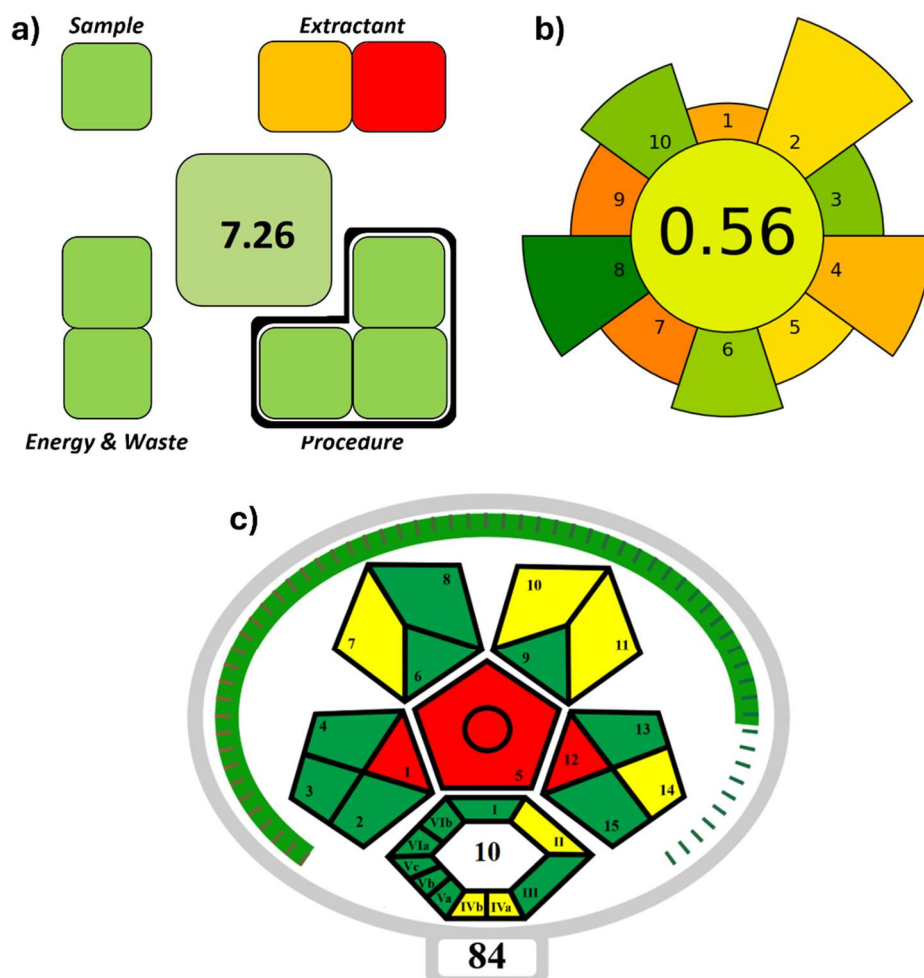 a)
Sample
Extractant
7.26
Energy & Waste
Procedure
b)
1
2
3
4
5
6
7
8
9
10
0.56
c)
8
7
6
10
11
9
4
3
1
2
5
12
13
14
15
I
II
III
IVa
IVb
Va
Vb
Vc
VIa
VIb
10
84